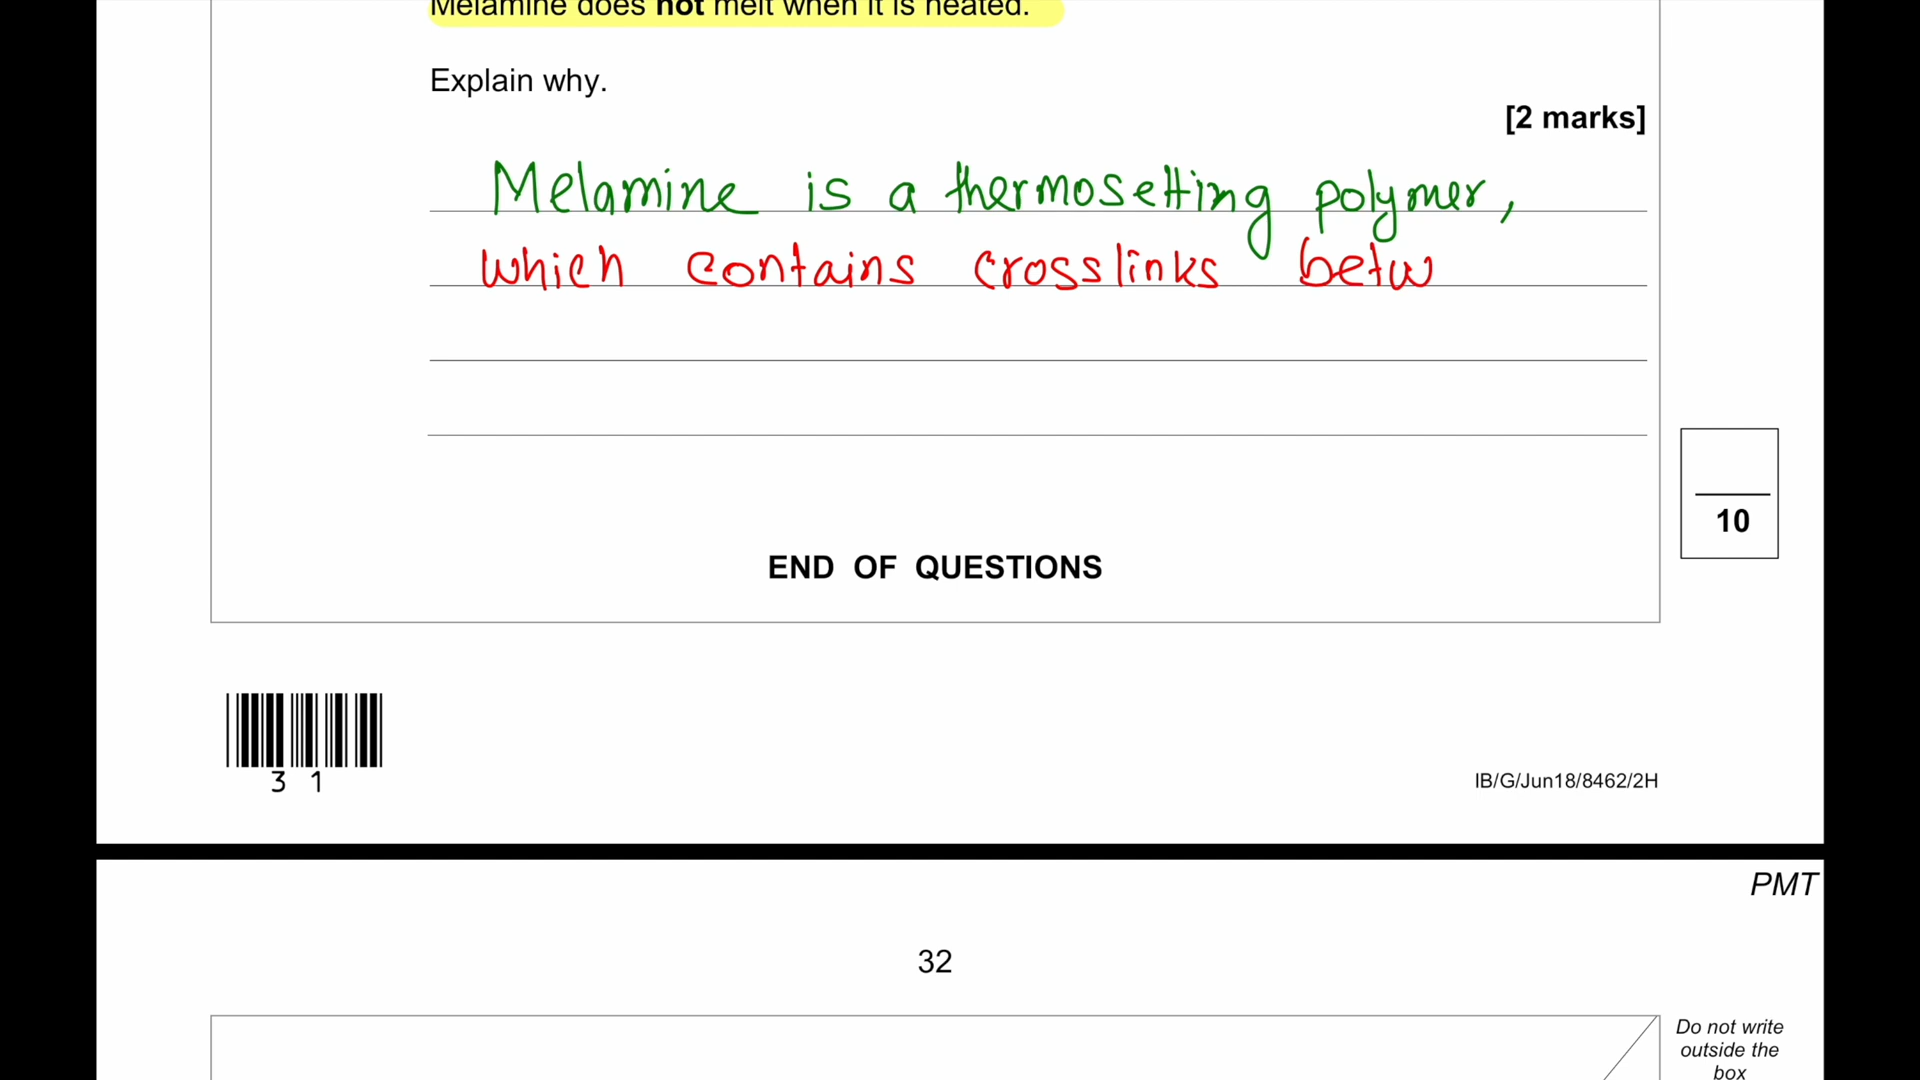 Melamine does not melt when it is heated.
Explain why.
[2 marks]
Melamine is a thermosetting polymer,
which contains crosslinks betw
10
END OF QUESTIONS
3 1
IB/G/Jun18/8462/2H
PMT
32
Do not write
outside the
box